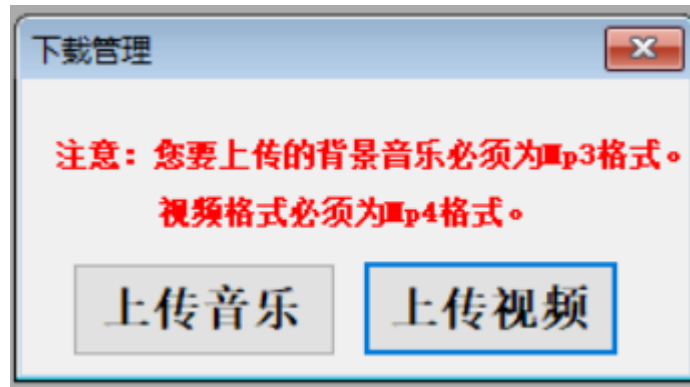 下载管理
注意：您要上传的背景音乐必须为Mp3格式。
视频格式必须为Mp4格式。
上传音乐
上传视频